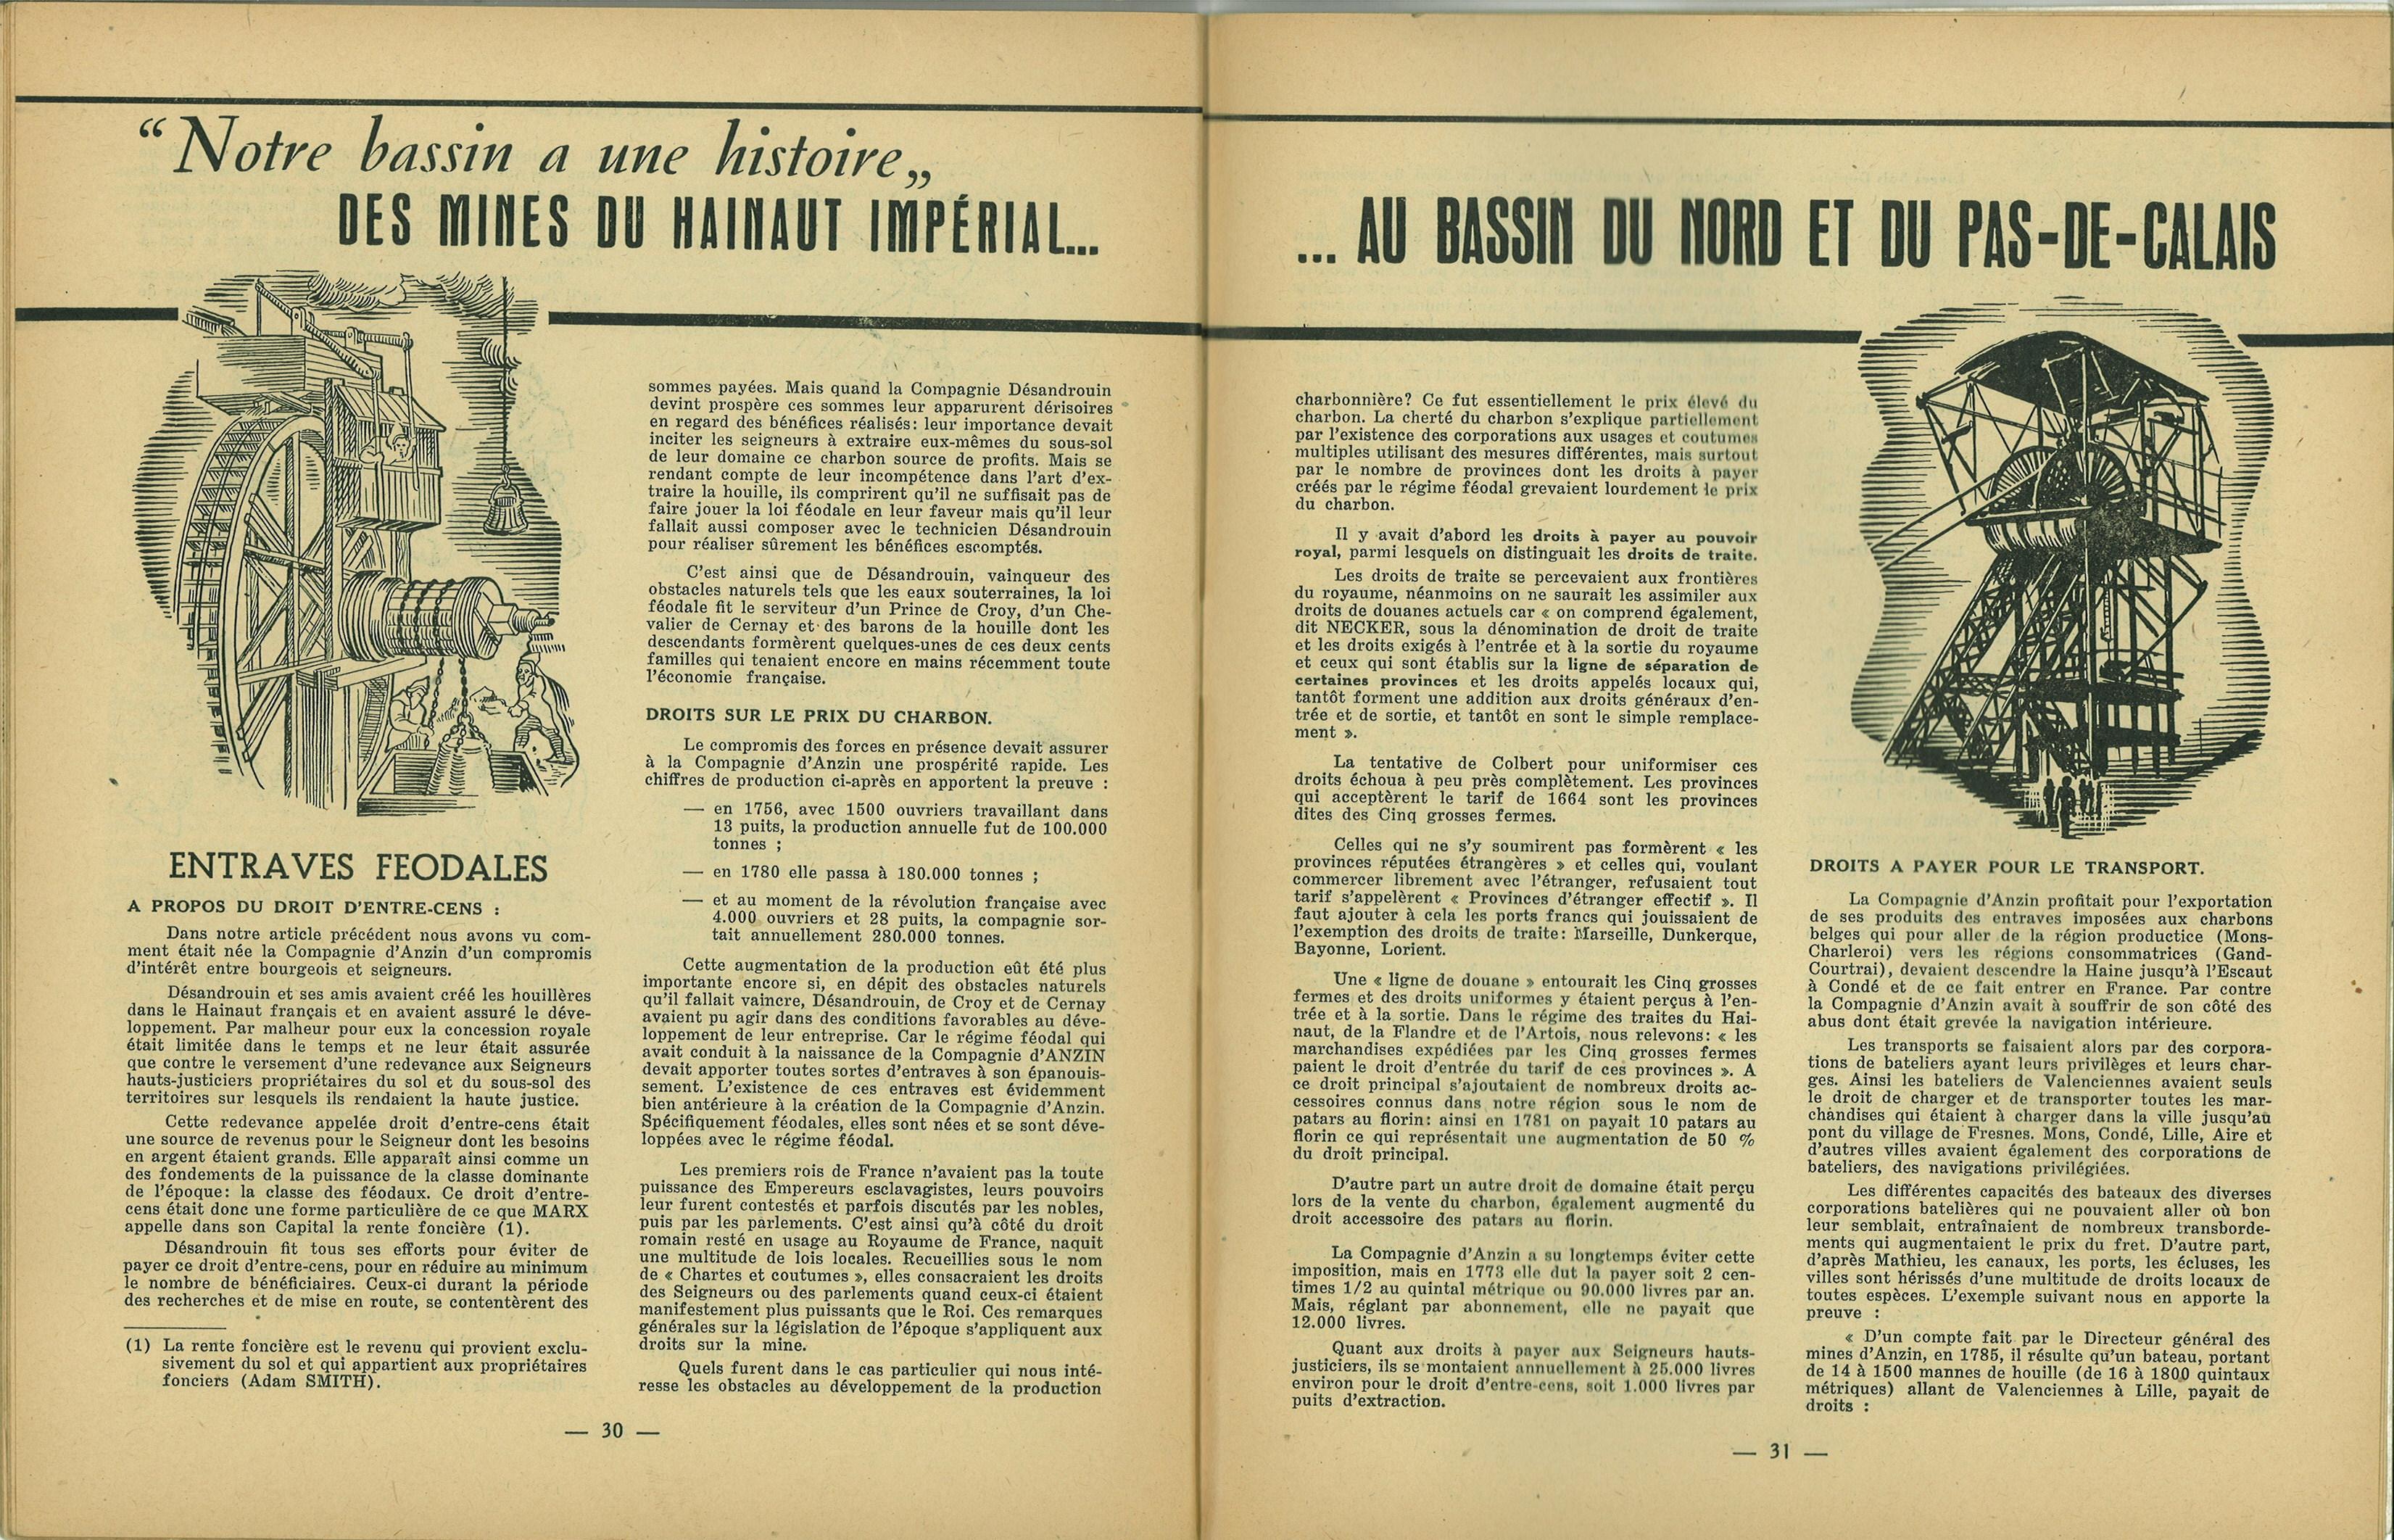 “Notre bassin a une histoire„
DES MINES DU HAINAUT IMPÉRIAL...
ENTRAVES FEODALES
A PROPOS DU DROIT D'ENTRE-CENS :
Dans notre article précédent nous avons vu com-
ment était née la Compagnie d'Anzin d'un compromis
d'intérêt entre bourgeois et seigneurs.
Désandrouin et ses amis avaient créé les houillères
dans le Hainaut français et en avaient assuré le déve-
loppement. Par malheur pour eux la concession royale
était limitée dans le temps et ne leur était assurée
que contre le versement d'une redevance aux Seigneurs
hauts-justiciers propriétaires du sol et du sous-sol des
territoires sur lesquels ils rendaient la haute justice.
Cette redevance appelée droit d'entre-cens était
une source de revenus pour le Seigneur dont les besoins
en argent étaient grands. Elle apparaît ainsi comme un
des fondements de la puissance de la classe dominante
de l'époque: la classe des féodaux. Ce droit d'entre-
cens était donc une forme particulière de ce que MARX
appelle dans son Capital la rente foncière (1).
Désandrouin fit tous ses efforts pour éviter de
payer ce droit d'entre-cens, pour en réduire au minimum
le nombre de bénéficiaires. Ceux-ci durant la période
des recherches et de mise en route, se contentèrent des
(1) La rente foncière est le revenu qui provient exclu-
sivement du sol et qui appartient aux propriétaires
fonciers (Adam SMITH).
sommes payées. Mais quand la Compagnie Désandrouin
devint prospère ces sommes leur apparurent dérisoires
en regard des bénéfices réalisés: leur importance devait
inciter les seigneurs à extraire eux-mêmes du sous-sol
de leur domaine ce charbon source de profits. Mais se
rendant compte de leur incompétence dans l'art d'ex-
traire la houille, ils comprirent qu'il ne suffisait pas de
faire jouer la loi féodale en leur faveur mais qu'il leur
fallait aussi composer avec le technicien Désandrouin
pour réaliser sûrement les bénéfices escomptés.
C'est ainsi que de Désandrouin, vainqueur des
obstacles naturels tels que les eaux souterraines, la loi
féodale fit le serviteur d'un Prince de Croy, d'un Che-
valier de Cernay et des barons de la houille dont les
descendants formèrent quelques-unes de ces deux cents
familles qui tenaient encore en mains récemment toute
l'économie française.
DROITS SUR LE PRIX DU CHARBON.
Le compromis des forces en présence devait assurer
à la Compagnie d'Anzin une prospérité rapide. Les
chiffres de production ci-après en apportent la preuve :
— en 1756, avec 1500 ouvriers travaillant dans
13 puits, la production annuelle fut de 100.000
tonnes ;
— en 1780 elle passa à 180.000 tonnes ;
— et au moment de la révolution française avec
4.000 ouvriers et 28 puits, la compagnie sor-
tait annuellement 280.000 tonnes.
Cette augmentation de la production eût été plus
importante encore si, en dépit des obstacles naturels
qu'il fallait vaincre, Désandrouin, de Croy et de Cernay
avaient pu agir dans des conditions favorables au déve-
loppement de leur entreprise. Car le régime féodal qui
avait conduit à la naissance de la Compagnie d'ANZIN
devait apporter toutes sortes d'entraves à son épanouis-
sement. L'existence de ces entraves est évidemment
bien antérieure à la création de la Compagnie d'Anzin.
Spécifiquement féodales, elles sont nées et se sont déve-
loppées avec le régime féodal.
Les premiers rois de France n'avaient pas la toute
puissance des Empereurs esclavagistes, leurs pouvoirs
leur furent contestés et parfois discutés par les nobles,
puis par les parlements. C'est ainsi qu'à côté du droit
romain resté en usage au Royaume de France, naquit
une multitude de lois locales. Recueillies sous le nom
de « Chartes et coutumes », elles consacraient les droits
des Seigneurs ou des parlements quand ceux-ci étaient
manifestement plus puissants que le Roi. Ces remarques
générales sur la législation de l'époque s'appliquent aux
droits sur la mine.
Quels furent dans le cas particulier qui nous inté-
resse les obstacles au développement de la production
— 30 —
... AU BASSIN DU NORD ET DU PAS-DE-CALAIS
charbonnière? Ce fut essentiellement le prix élevé du
charbon. La cherté du charbon s'explique partiellement
par l'existence des corporations aux usages et coutumes
multiples utilisant des mesures différentes, mais surtout
par le nombre de provinces dont les droits à payer
créés par le régime féodal grevaient lourdement le prix
du charbon.
Il y avait d'abord les droits à payer au pouvoir
royal, parmi lesquels on distinguait les droits de traite.
Les droits de traite se percevaient aux frontières
du royaume, néanmoins on ne saurait les assimiler aux
droits de douanes actuels car « on comprend également,
dit NECKER, sous la dénomination de droit de traite
et les droits exigés à l'entrée et à la sortie du royaume
et ceux qui sont établis sur la ligne de séparation de
certaines provinces et les droits appelés locaux qui,
tantôt forment une addition aux droits généraux d'en-
trée et de sortie, et tantôt en sont le simple remplace-
ment ».
La tentative de Colbert pour uniformiser ces
droits échoua à peu près complètement. Les provinces
qui acceptèrent le tarif de 1664 sont les provinces
dites des Cinq grosses fermes.
Celles qui ne s'y soumirent pas formèrent « les
provinces réputées étrangères » et celles qui, voulant
commercer librement avec l'étranger, refusaient tout
tarif s'appelèrent « Provinces d'étranger effectif ». Il
faut ajouter à cela les ports francs qui jouissaient de
l'exemption des droits de traite: Marseille, Dunkerque,
Bayonne, Lorient.
Une « ligne de douane » entourait les Cinq grosses
fermes et des droits uniformes y étaient perçus à l'en-
trée et à la sortie. Dans le régime des traites du Hai-
naut, de la Flandre et de l'Artois, nous relevons: « les
marchandises expédiées par les Cinq grosses fermes
paient le droit d'entrée du tarif de ces provinces ». A
ce droit principal s'ajoutaient de nombreux droits ac-
cessoires connus dans notre région sous le nom de
patars au florin: ainsi en 1781 on payait 10 patars au
florin ce qui représentait une augmentation de 50 %
du droit principal.
D'autre part un autre droit de domaine était perçu
lors de la vente du charbon, également augmenté du
droit accessoire des patars au florin.
La Compagnie d'Anzin a su longtemps éviter cette
imposition, mais en 1773 elle dut la payer soit 2 cen-
times 1/2 au quintal métrique ou 90.000 livres par an.
Mais, réglant par abonnement, elle ne payait que
12.000 livres.
Quant aux droits à payer aux Seigneurs hauts-
justiciers, ils se montaient annuellement à 25.000 livres
environ pour le droit d'entre-cens, soit 1.000 livres par
puits d'extraction.
DROITS A PAYER POUR LE TRANSPORT.
La Compagnie d'Anzin profitait pour l'exportation
de ses produits des entraves imposées aux charbons
belges qui pour aller de la région productice (Mons-
Charleroi) vers les régions consommatrices (Gand-
Courtrai), devaient descendre la Haine jusqu'à l'Escaut
à Condé et de ce fait entrer en France. Par contre
la Compagnie d'Anzin avait à souffrir de son côté des
abus dont était grevée la navigation intérieure.
Les transports se faisaient alors par des corpora-
tions de bateliers ayant leurs privilèges et leurs char-
ges. Ainsi les bateliers de Valenciennes avaient seuls
le droit de charger et de transporter toutes les mar-
chandises qui étaient à charger dans la ville jusqu'au
pont du village de Fresnes. Mons, Condé, Lille, Aire et
d'autres villes avaient également des corporations de
bateliers, des navigations privilégiées.
Les différentes capacités des bateaux des diverses
corporations batelières qui ne pouvaient aller où bon
leur semblait, entraînaient de nombreux transborde-
ments qui augmentaient le prix du fret. D'autre part,
d'après Mathieu, les canaux, les ports, les écluses, les
villes sont hérissés d'une multitude de droits locaux de
toutes espèces. L'exemple suivant nous en apporte la
preuve :
« D'un compte fait par le Directeur général des
mines d'Anzin, en 1785, il résulte qu'un bateau, portant
de 14 à 1500 mannes de houille (de 16 à 1800 quintaux
métriques) allant de Valenciennes à Lille, payait de
droits :
— 31 —